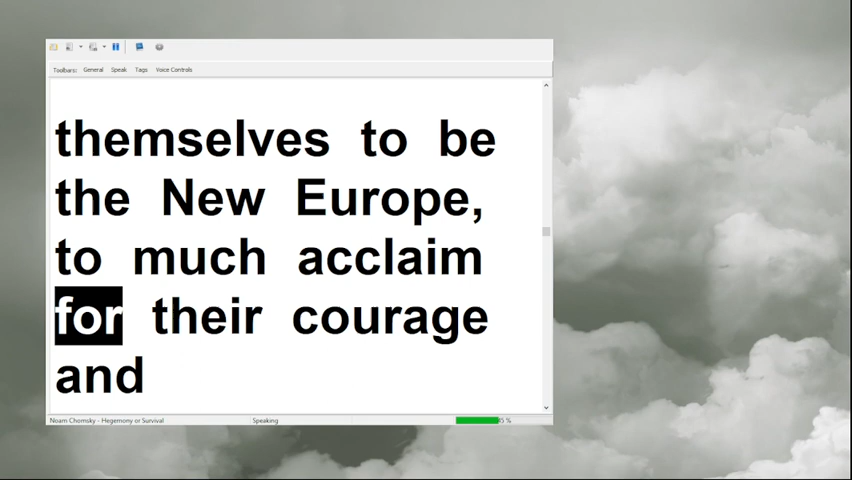 Toolbars: General Speak Tags Voice Controls
themselves to be
the New Europe,
to much acclaim
for their courage
and
Noam Chomsky - Hegemony or Survival Speaking